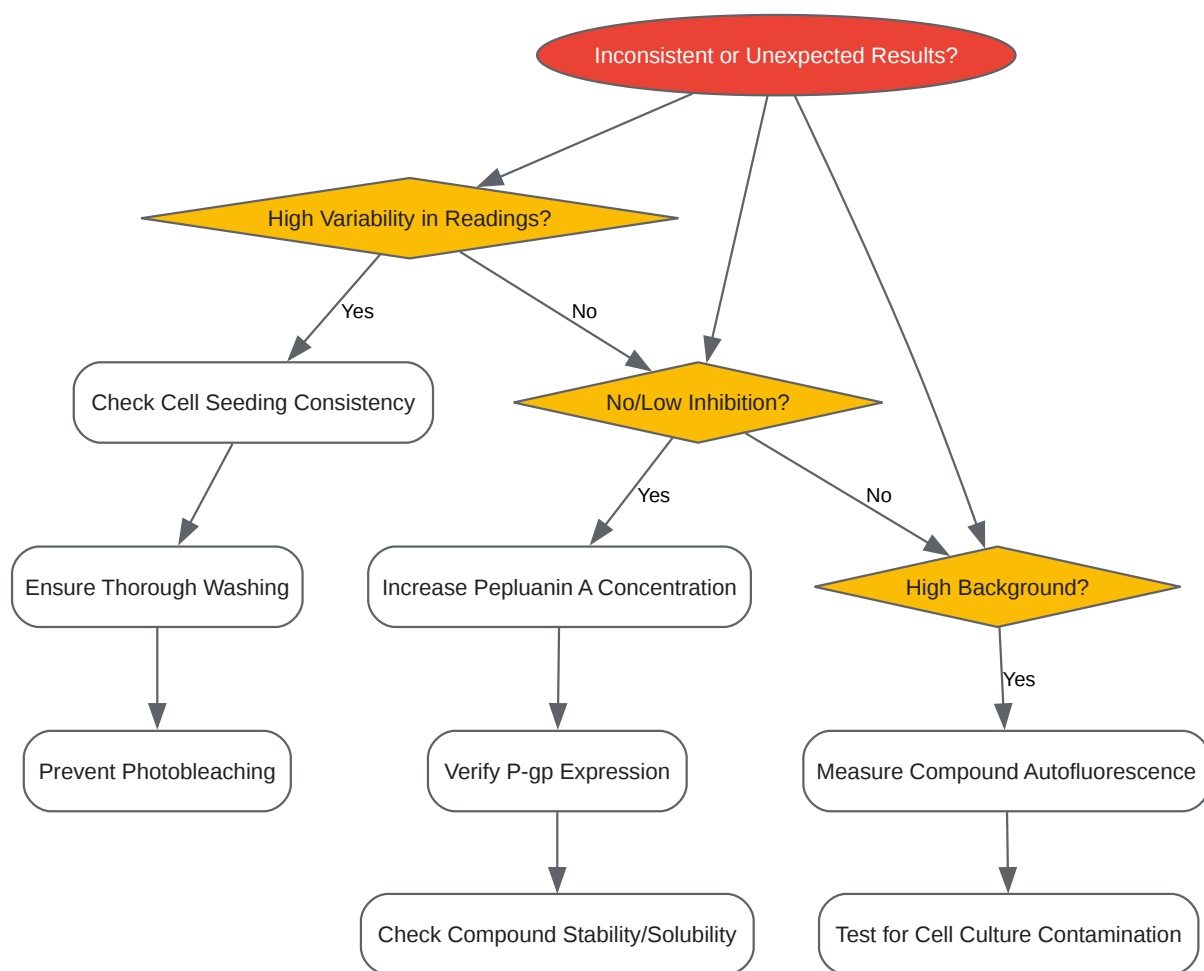 Inconsistent or Unexpected Results?
High Variability in Readings?
Yes
No
Check Cell Seeding Consistency
No/Low Inhibition?
Yes
No
Ensure Thorough Washing
Increase Pepluanin A Concentration
High Background?
Yes
Prevent Photobleaching
Verify P-gp Expression
Measure Compound Autofluorescence
Check Compound Stability/Solubility
Test for Cell Culture Contamination